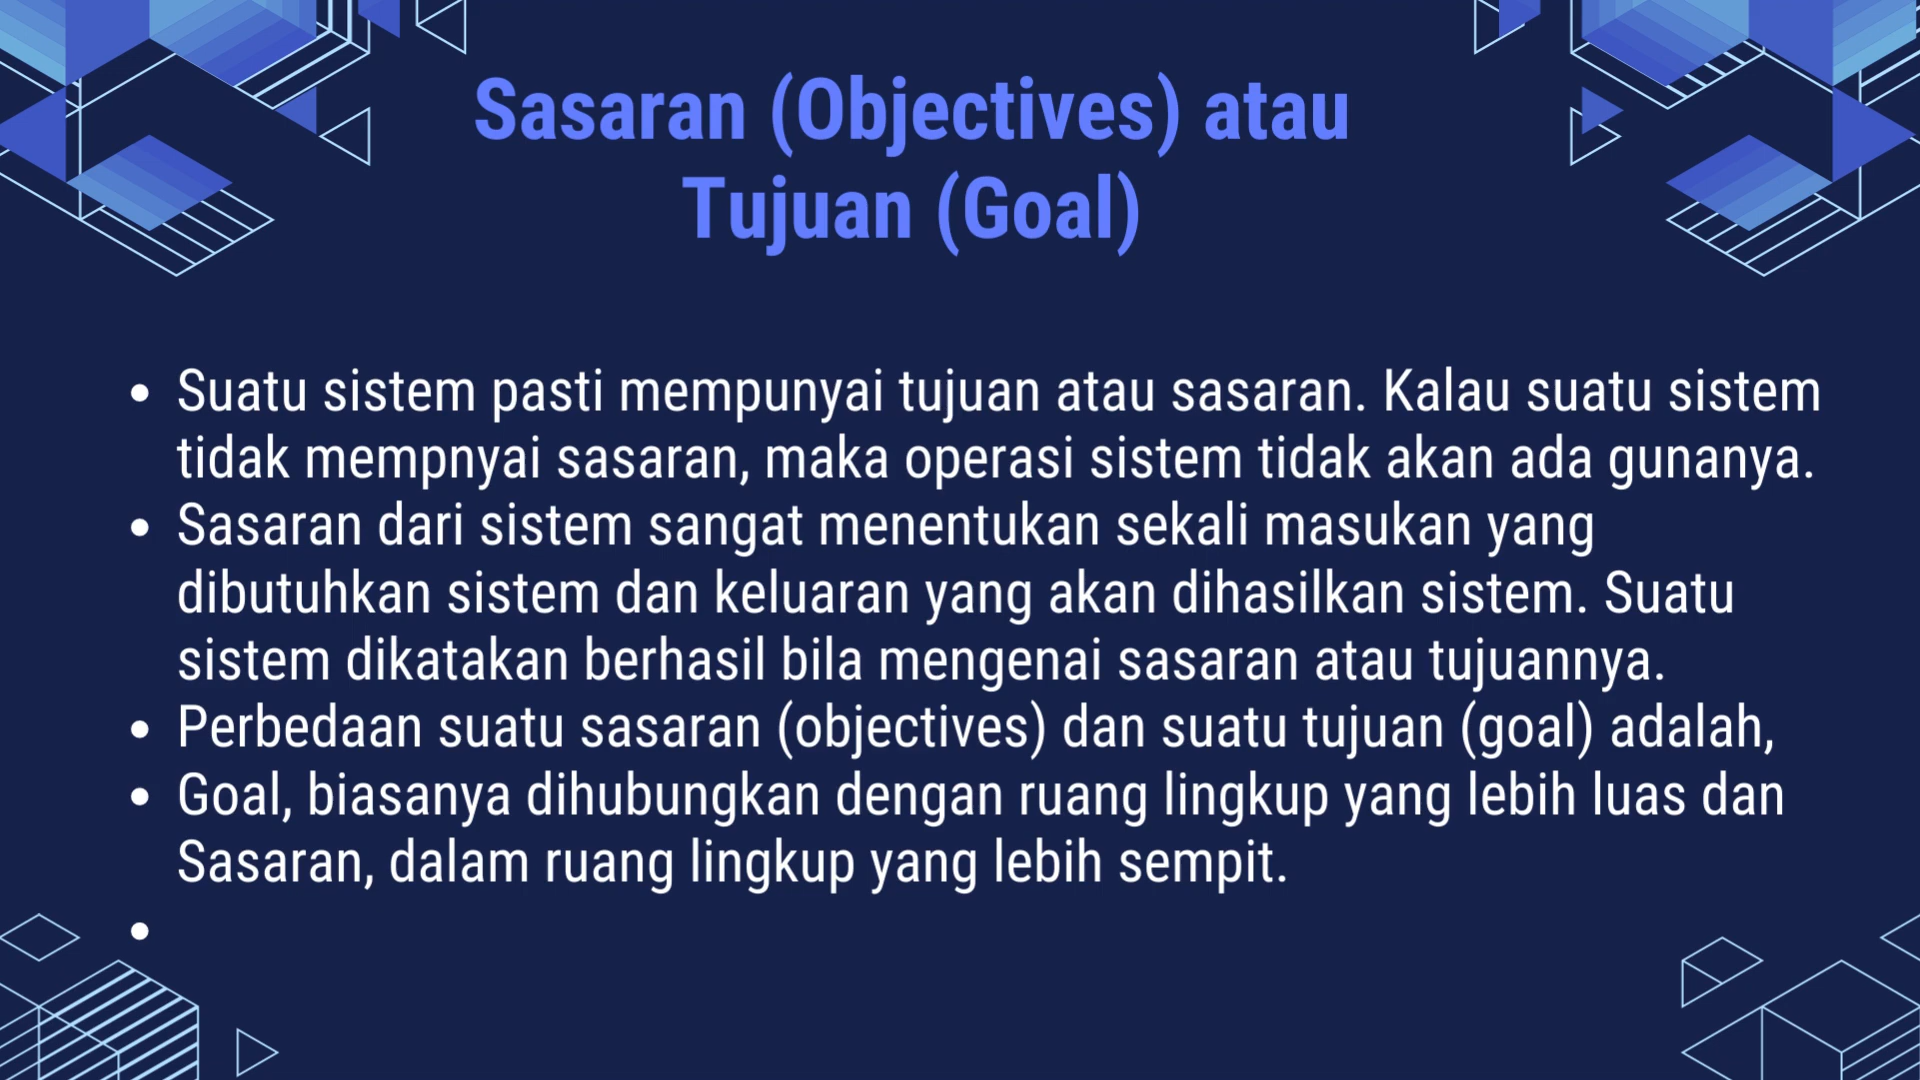 Sasaran (Objectives) atau
Tujuan (Goal)
• Suatu sistem pasti mempunyai tujuan atau sasaran. Kalau suatu sistem
tidak mempnyai sasaran, maka operasi sistem tidak akan ada gunanya.
• Sasaran dari sistem sangat menentukan sekali masukan yang
dibutuhkan sistem dan keluaran yang akan dihasilkan sistem. Suatu
sistem dikatakan berhasil bila mengenai sasaran atau tujuannya.
• Perbedaan suatu sasaran (objectives) dan suatu tujuan (goal) adalah,
• Goal, biasanya dihubungkan dengan ruang lingkup yang lebih luas dan
Sasaran, dalam ruang lingkup yang lebih sempit.
•